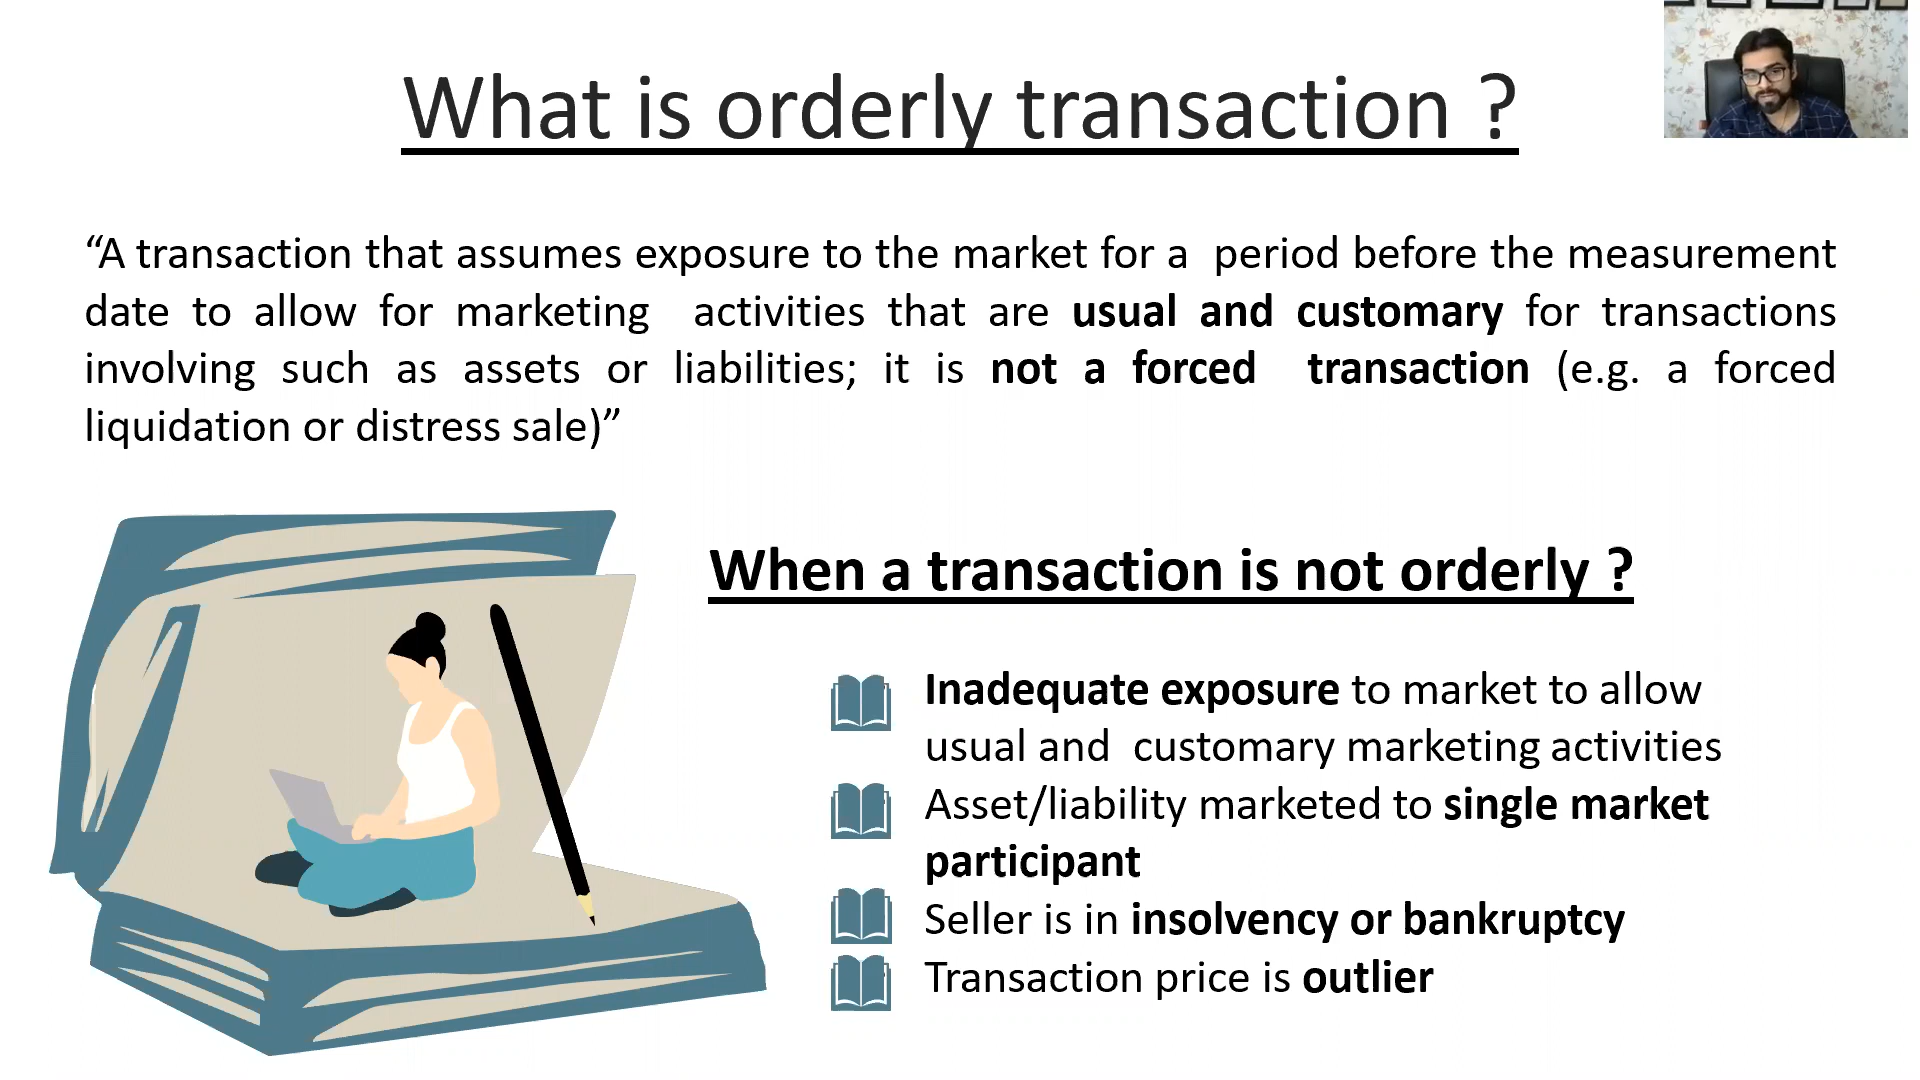 What is orderly transaction ?
“A transaction that assumes exposure to the market for a period before the measurement
date to allow for marketing activities that are usual and customary for transactions
involving such as assets or liabilities; it is not a forced transaction (e.g. a forced
liquidation or distress sale)”
When a transaction is not orderly ?
Inadequate exposure to market to allow
usual and customary marketing activities
Asset/liability marketed to single market
participant
Seller is in insolvency or bankruptcy
Transaction price is outlier